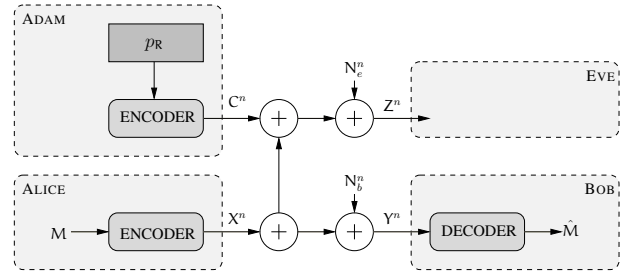 ADAM
p_R
N_e^n
EVE
ENCODER
C^n
+
+
Z^n
ALICE
N_b^n
BOB
M
ENCODER
X^n
+
+
Y^n
DECODER
M̂